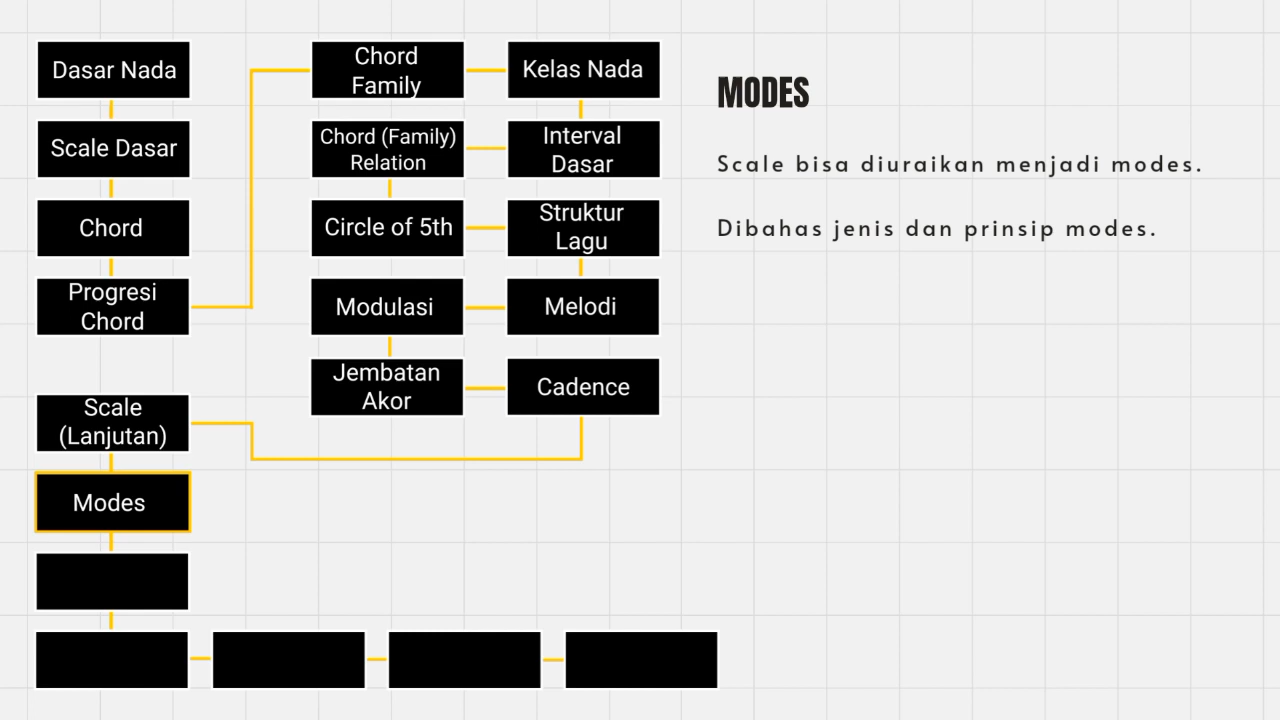 Dasar Nada
Scale Dasar
Chord
Progresi
Chord
Chord
Family
Kelas Nada
Chord (Family)
Relation
Interval
Dasar
Circle of 5th
Struktur
Lagu
Modulasi
Melodi
Jembatan
Akor
Cadence
Scale
(Lanjutan)
Modes
MODES
Scale bisa diuraikan menjadi modes.
Dibahas jenis dan prinsip modes.